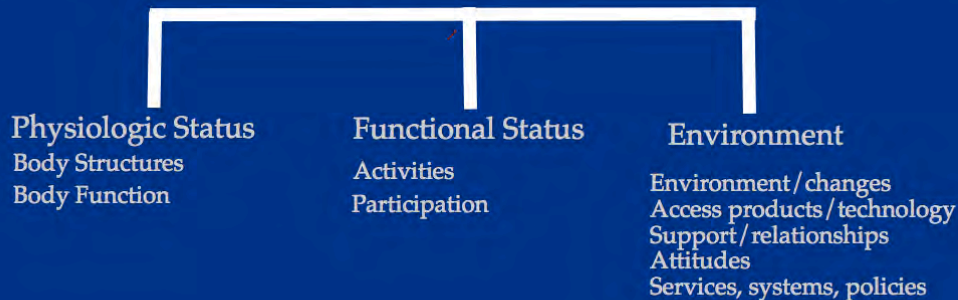 Physiologic Status
Body Structures
Body Function
Functional Status
Activities
Participation
Environment
Environment/changes
Access products/technology
Support/relationships
Attitudes
Services, systems, policies